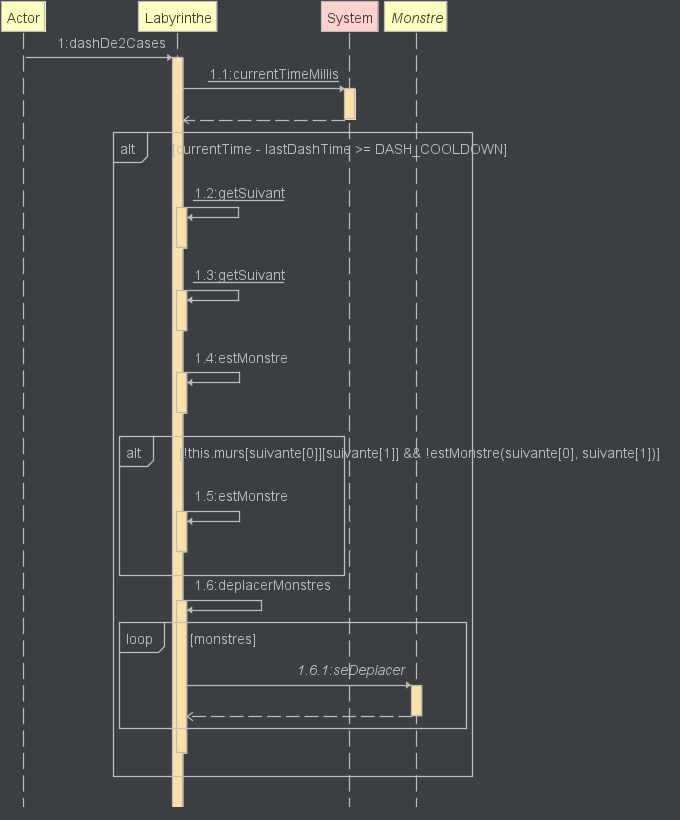 Actor
Labyrinthe
System
Monstre
1:dashDe2Cases
1.1:currentTimeMillis
alt
[currentTime - lastDashTime >= DASH_COOLDOWN]
1.2:getSuivant
1.3:getSuivant
1.4:estMonstre
alt
[!this.murs[suivante[0]][suivante[1]] && !estMonstre(suivante[0], suivante[1])]
1.5:estMonstre
1.6:deplacerMonstres
loop
[monstres]
1.6.1:seDeplacer